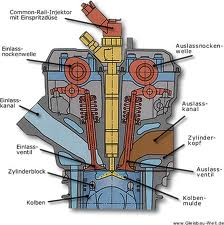 Common-Rail-Injektor
mit Einspritzdüse
Einlass-
nockenwelle
Auslassnocken-
welle
Einlass-
kanal
Auslass-
kanal
Zylinder-
kopf
Einlass-
ventil
Auslass-
ventil
Zylinderblock
Kolben
Kolben-
mulde
www.Gleisbau-Welt.de